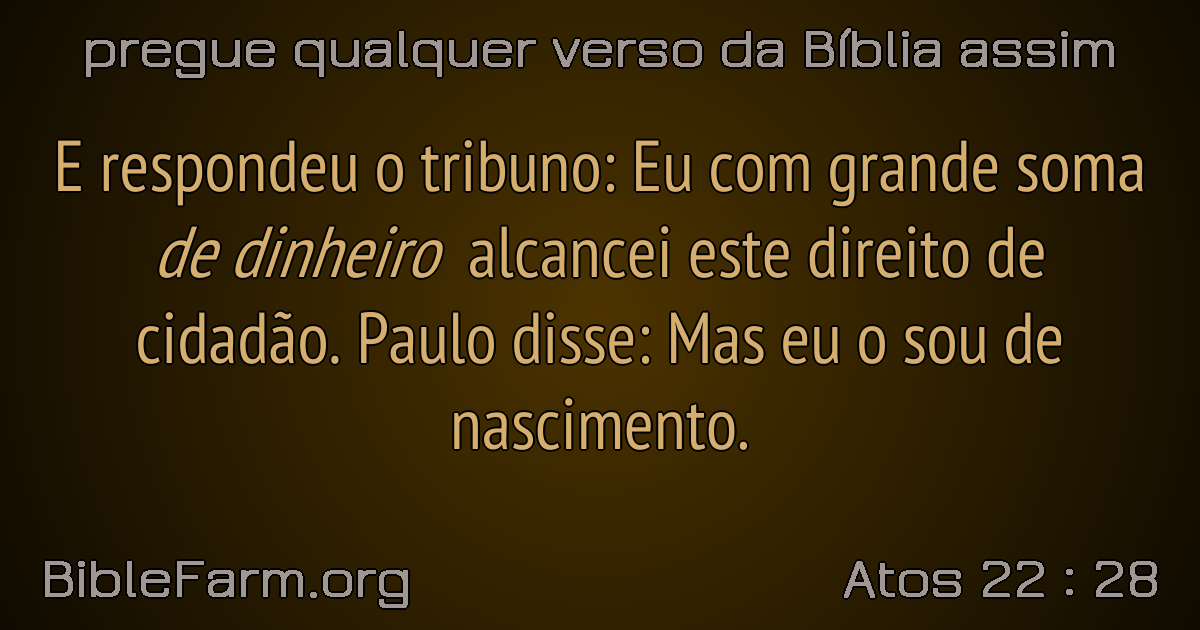 pregue qualquer verso da Bíblia assim
E respondeu o tribuno: Eu com grande soma
de dinheiro alcancei este direito de
cidadão. Paulo disse: Mas eu o sou de
nascimento.
BibleFarm.org
Atos 22 : 28